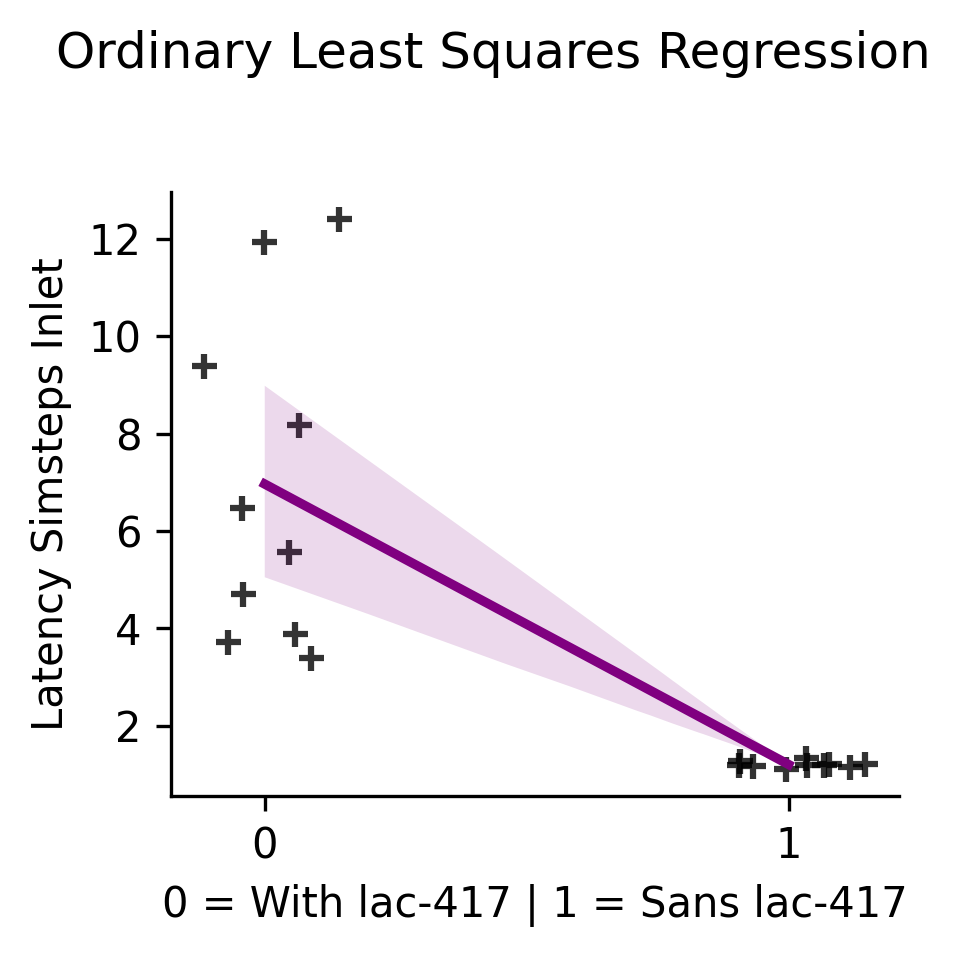 Ordinary Least Squares Regression
Latency Simsteps Inlet
12
10
8
6
4
2
0
1
0 = With lac-417 | 1 = Sans lac-417